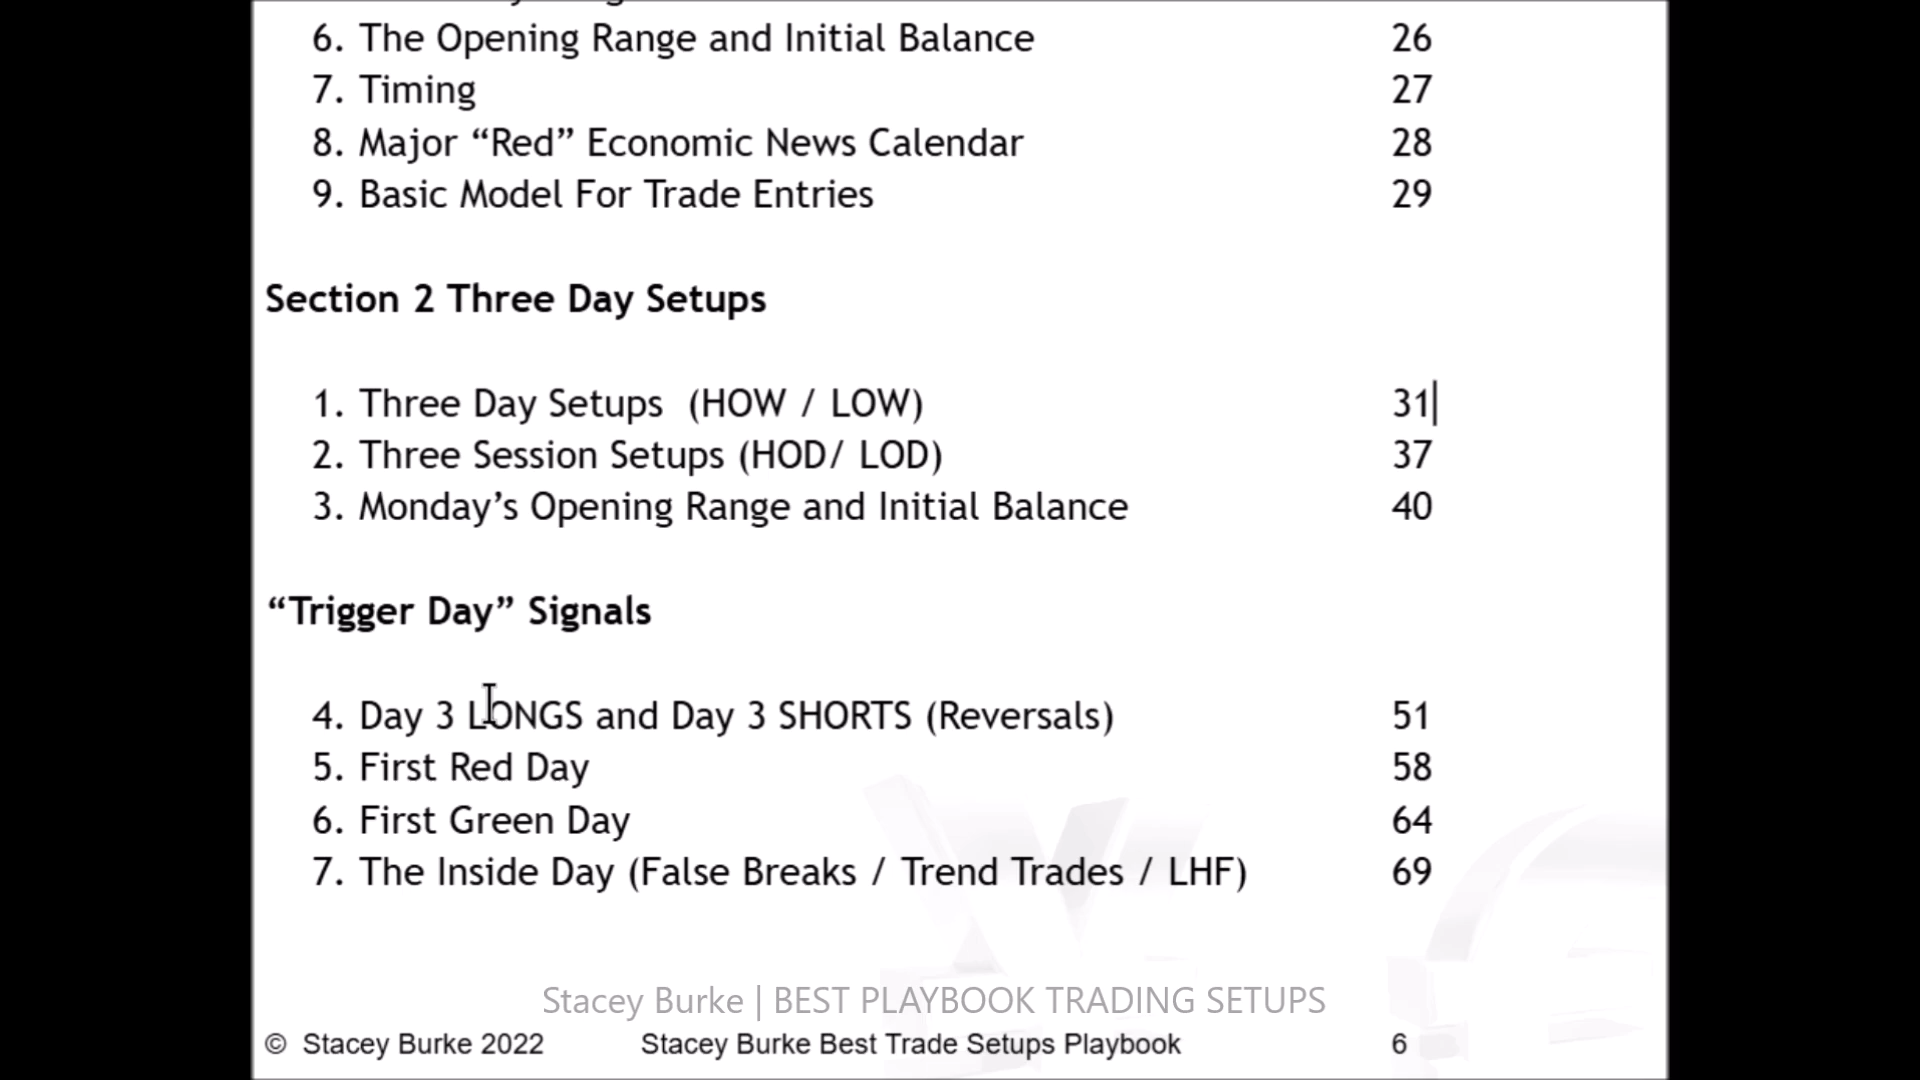 6. The Opening Range and Initial Balance 26
7. Timing 27
8. Major “Red” Economic News Calendar 28
9. Basic Model For Trade Entries 29
Section 2 Three Day Setups
1. Three Day Setups (HOW / LOW) 31
2. Three Session Setups (HOD/ LOD) 37
3. Monday’s Opening Range and Initial Balance 40
“Trigger Day” Signals
4. Day 3 LONGS and Day 3 SHORTS (Reversals) 51
5. First Red Day 58
6. First Green Day 64
7. The Inside Day (False Breaks / Trend Trades / LHF) 69
Stacey Burke | BEST PLAYBOOK TRADING SETUPS
© Stacey Burke 2022 Stacey Burke Best Trade Setups Playbook 6